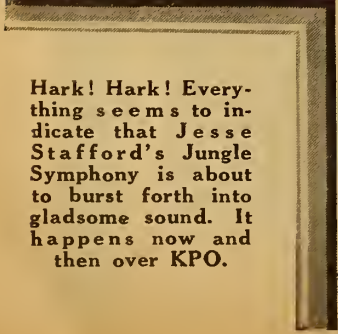 Hark! Hark! Every-
thing seems to in-
dicate that Jesse
Stafford's Jungle
Symphony is about
to burst forth into
gladsome sound. It
happens now and
then over KPO.